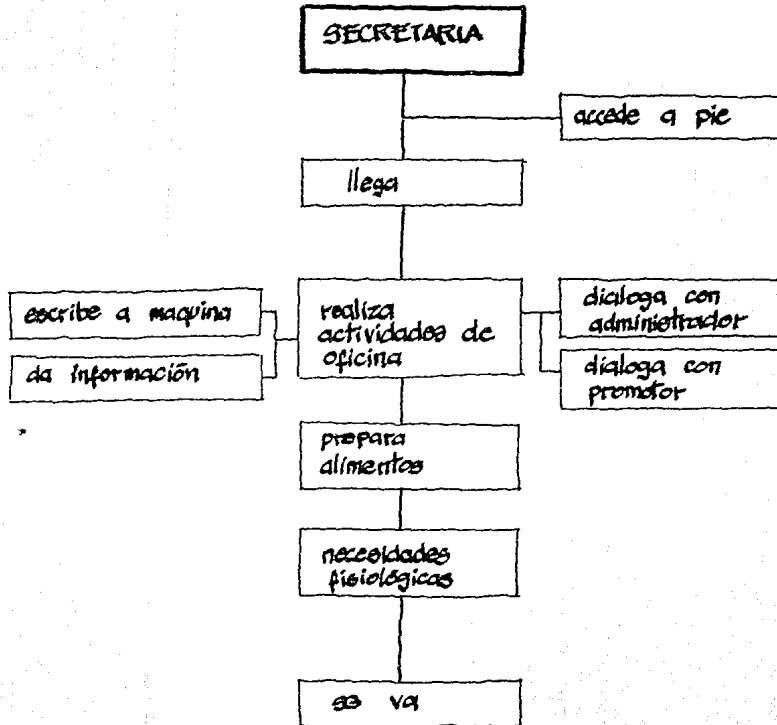 SECRETARIA
accede a pie
llega
escribe a maquina
da información
realiza
actividades de
oficina
dialoga con
administrador
dialoga con
promotor
prepara
alimentos
necesidades
fisiológicas
se va